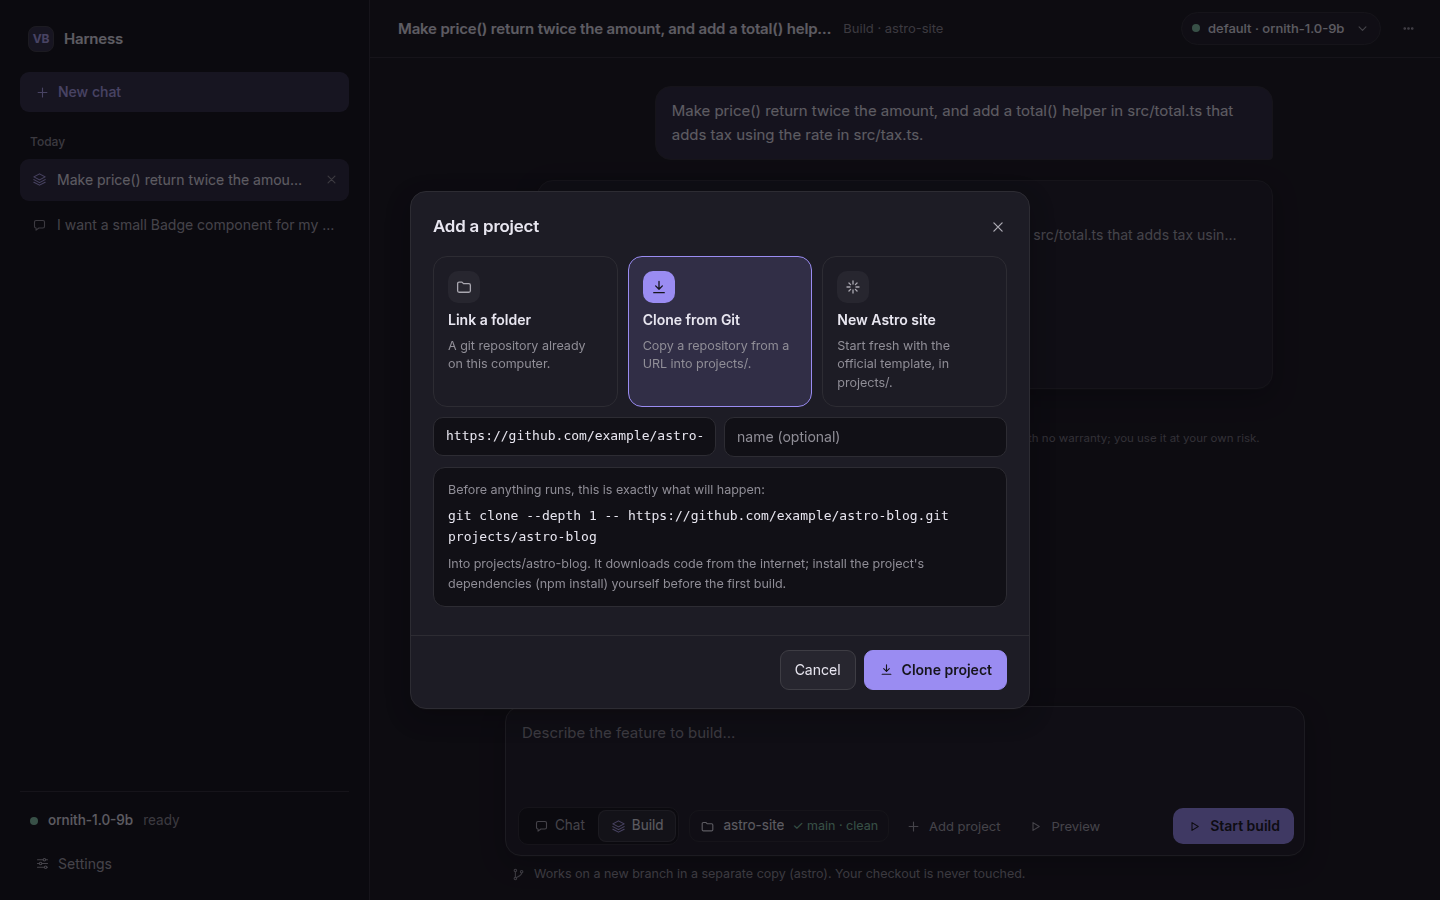 VB Harness
New chat
Today
Make price() return twice the amou...
I want a small Badge component for my ...
ornith-1.0-9b ready
Settings
Make price() return twice the amount, and add a total() help... Build · astro-site
default · ornith-1.0-9b
Make price() return twice the amount, and add a total() helper in src/total.ts that
adds tax using the rate in src/tax.ts.
src/total.ts that adds tax usin...
no warranty; you use it at your own risk.
Add a project
Link a folder
A git repository already
on this computer.
Clone from Git
Copy a repository from a
URL into projects/.
New Astro site
Start fresh with the
official template, in
projects/.
https://github.com/example/astro-
name (optional)
Before anything runs, this is exactly what will happen:
git clone --depth 1 -- https://github.com/example/astro-blog.git
projects/astro-blog
Into projects/astro-blog. It downloads code from the internet; install the project's
dependencies (npm install) yourself before the first build.
Cancel
Clone project
Describe the feature to build...
Chat Build astro-site main · clean Add project Preview Start build
Works on a new branch in a separate copy (astro). Your checkout is never touched.